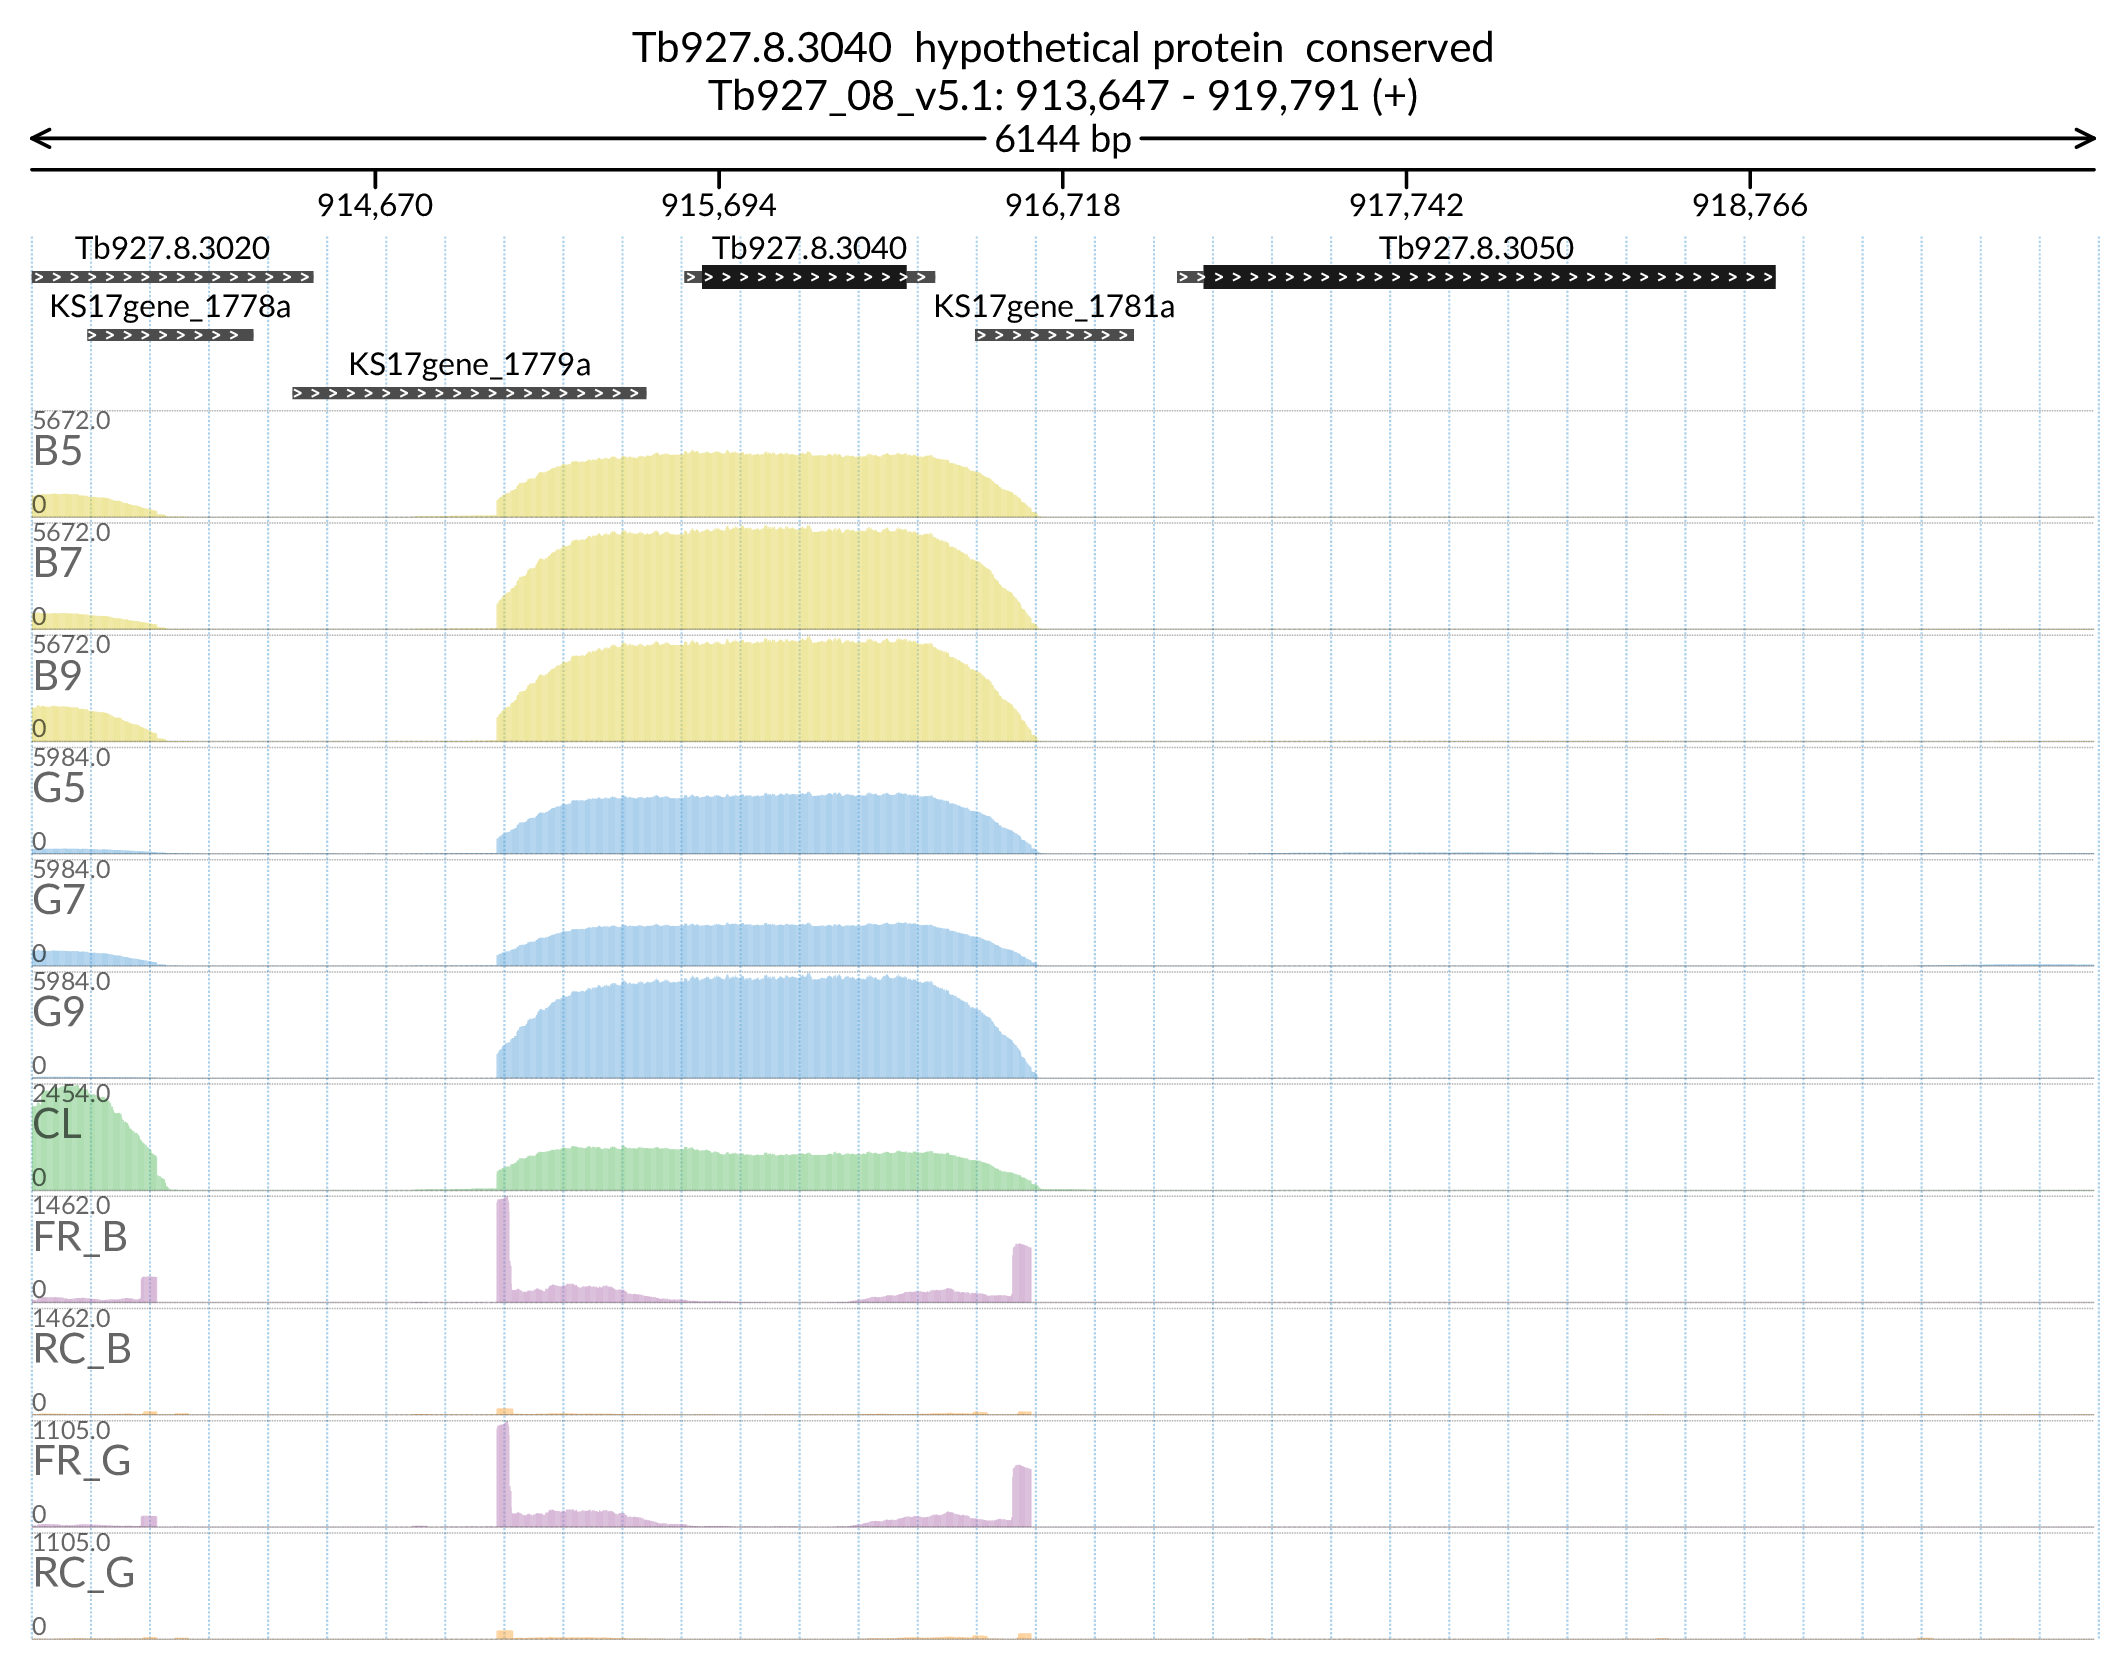 Tb927.8.3040  hypothetical protein  conserved
Tb927_08_v5.1: 913,647 - 919,791 (+)
6144 bp
914,670 915,694 916,718 917,742 918,766
Tb927.8.3020 Tb927.8.3040 Tb927.8.3050
KS17gene_1778a KS17gene_1781a
KS17gene_1779a
5672.0
B5
0
5672.0
B7
0
5672.0
B9
0
5984.0
G5
0
5984.0
G7
0
5984.0
G9
0
2454.0
CL
0
1462.0
FR_B
0
1462.0
RC_B
0
1105.0
FR_G
0
1105.0
RC_G
0